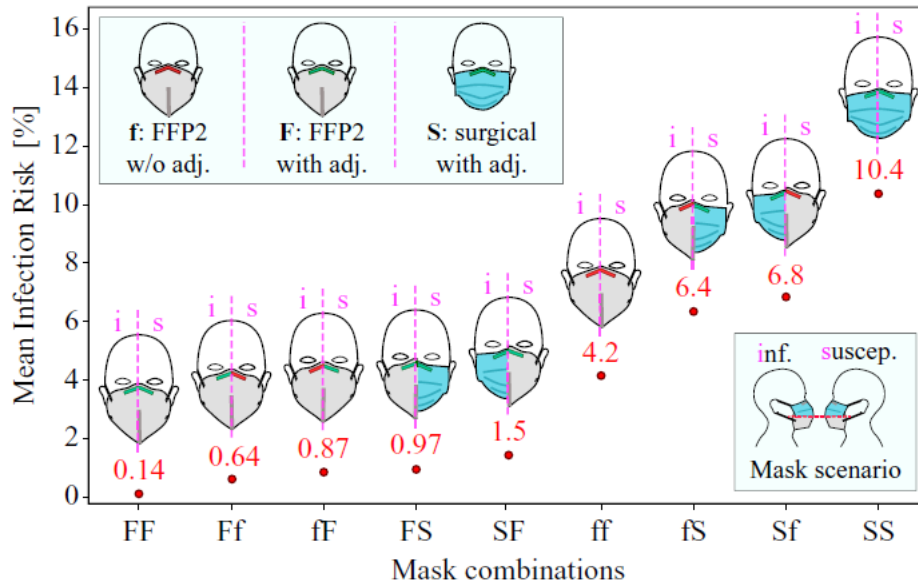 Mean Infection Risk [%]
16
14
12
10
8
6
4
2
0
f: FFP2
w/o adj.
F: FFP2
with adj.
S: surgical
with adj.
i s
0.14
i s
0.64
i s
0.87
i s
0.97
i s
1.5
i s
4.2
i s
6.4
i s
6.8
i s
10.4
inf. suscep.
Mask scenario
FF Ff fF FS SF ff fS Sf SS
Mask combinations